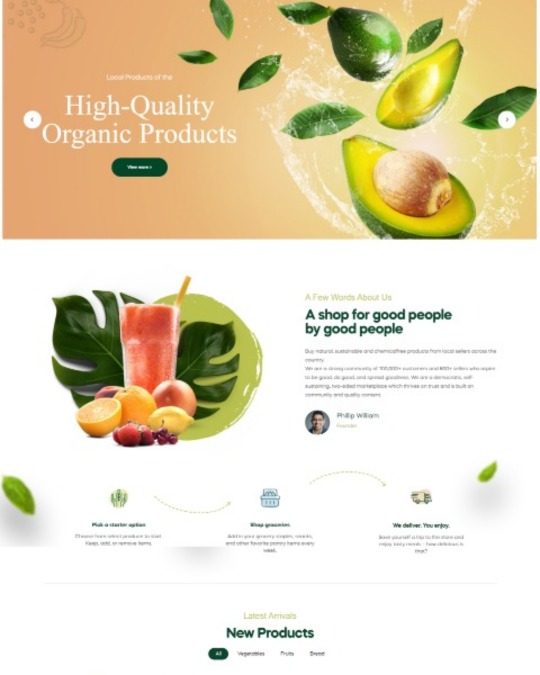 Local Products of the
High-Quality
Organic Products
View more >
A Few Words About Us
A shop for good people
by good people
Buy natural, sustainable and chemicalfree products from local sellers across the
country.
We are a strong community of 100,000+ customers and 600+ sellers who aspire
to be good, do good, and spread goodness. We are a democratic, self-
sustaining, two-sided marketplace which thrives on trust and is built on
community and quality content.
Phillip William
Founder
Pick a starter option
Choose from select produce to start.
Keep, add, or remove items.
Shop groceries
Add in your grocery staples, snacks,
and other favorite pantry items every
week.
We deliver. You enjoy.
Save yourself a trip to the store and
enjoy tasty meals - how delicious is
that?
Latest Arrivals
New Products
All Vegetables Fruits Bread